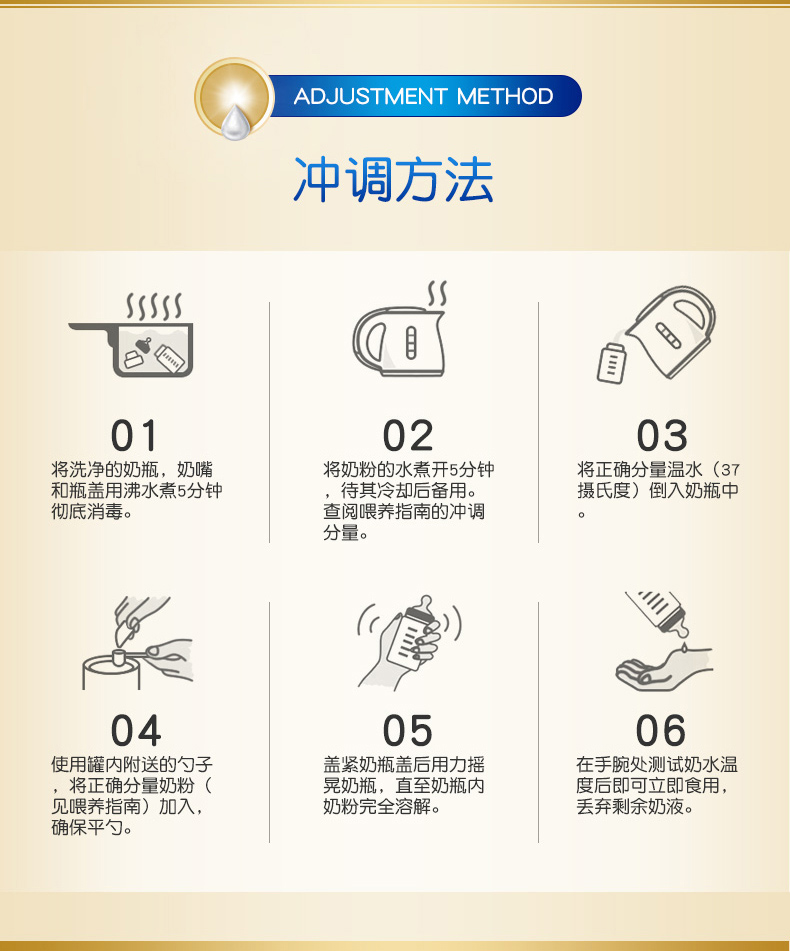 ADJUSTMENT METHOD
冲调方法
01
将洗净的奶瓶，奶嘴
和瓶盖用沸水煮5分钟
彻底消毒。
02
将奶粉的水煮开5分钟
，待其冷却后备用。
查阅喂养指南的冲调
分量。
03
将正确分量温水（37
摄氏度）倒入奶瓶中
。
04
使用罐内附送的勺子
，将正确分量奶粉（
见喂养指南）加入，
确保平勺。
05
盖紧奶瓶盖后用力摇
晃奶瓶，直至奶瓶内
奶粉完全溶解。
06
在手腕处测试奶水温
度后即可立即食用，
丢弃剩余奶液。